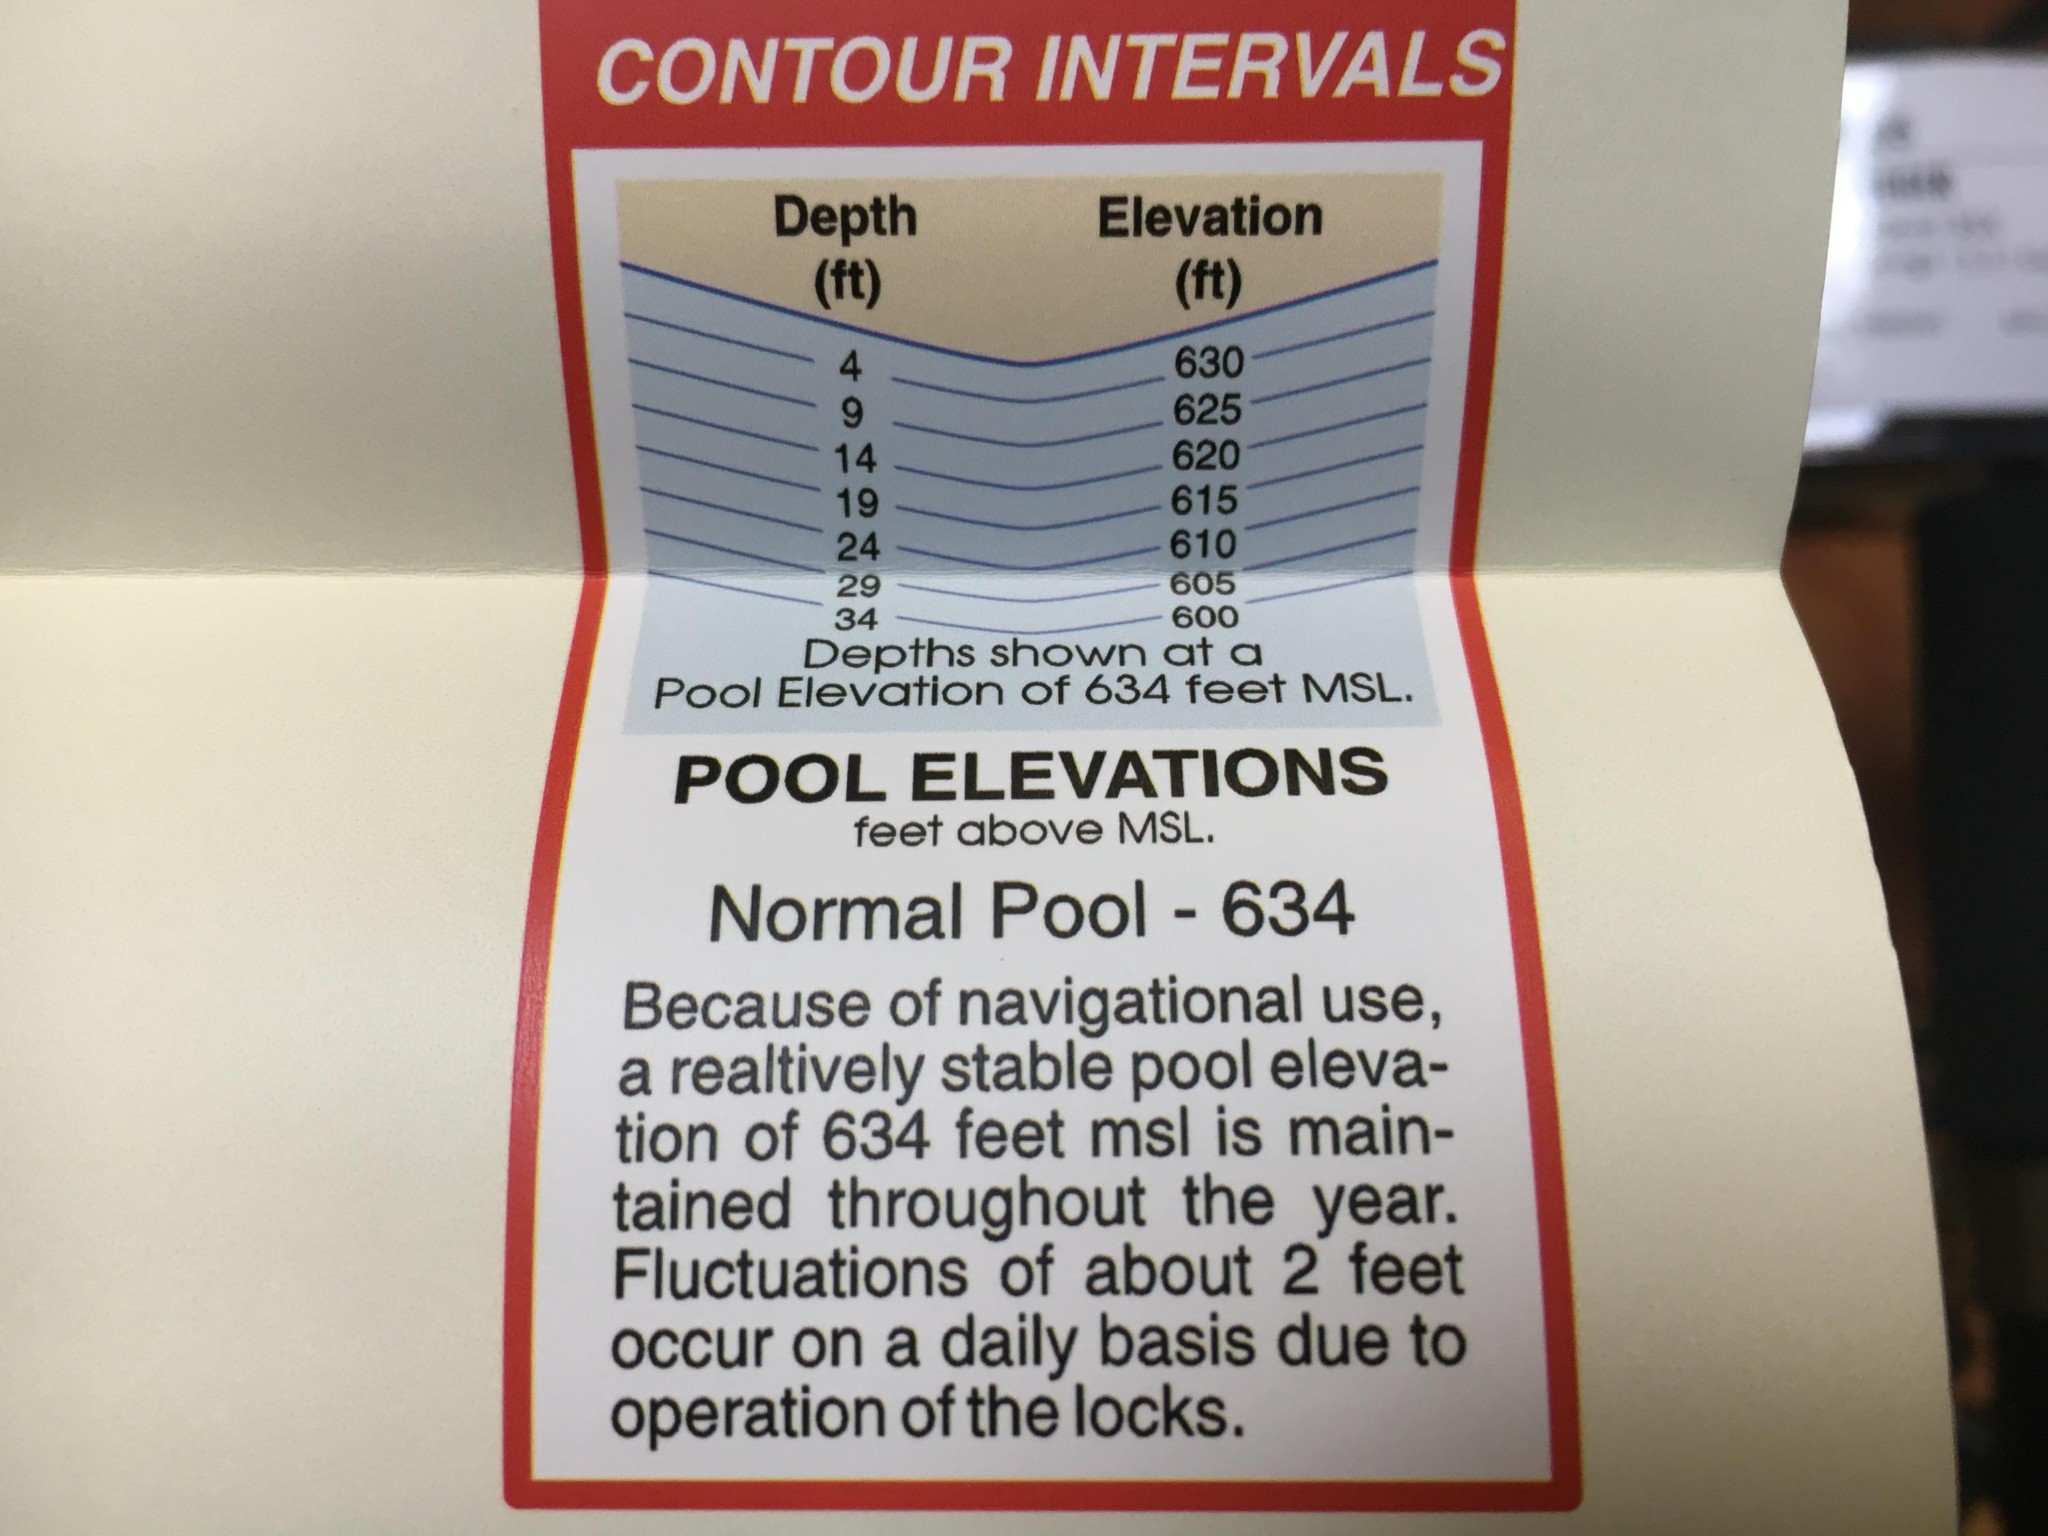 CONTOUR INTERVALS
Depth Elevation
(ft) (ft)
4 630
9 625
14 620
19 615
24 610
29 605
34 600
Depths shown at a
Pool Elevation of 634 feet MSL.
POOL ELEVATIONS
feet above MSL.
Normal Pool - 634
Because of navigational use,
a realtively stable pool eleva-
tion of 634 feet msl is main-
tained throughout the year.
Fluctuations of about 2 feet
occur on a daily basis due to
operation of the locks.